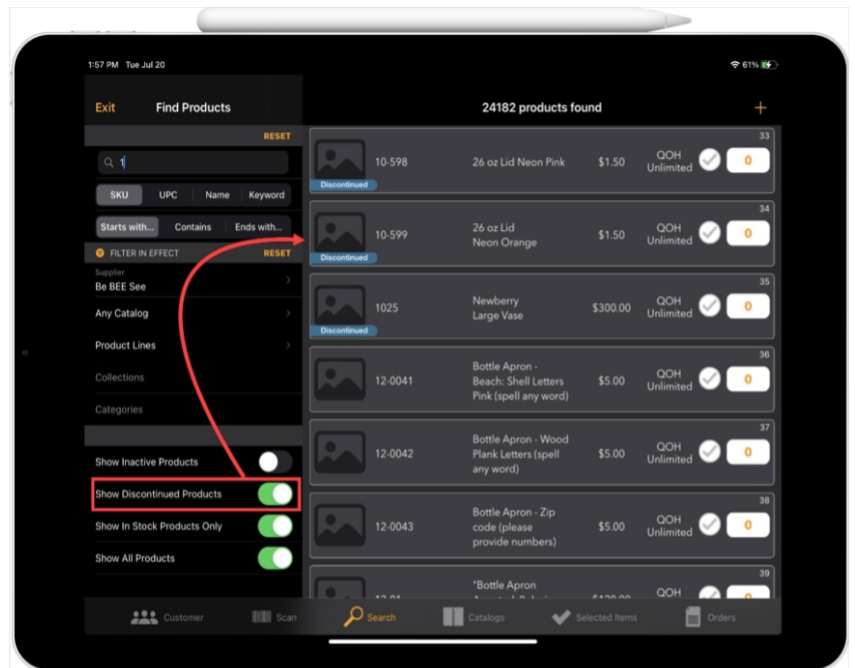 1:57 PM Tue Jul 20
61%
Exit Find Products
24182 products found
RESET
1
SKU UPC Name Keyword
Starts with... Contains Ends with...
FILTER IN EFFECT RESET
Supplier
Be BEE See
Any Catalog
Product Lines
Collections
Categories
Show Inactive Products
Show Discontinued Products
Show In Stock Products Only
Show All Products
33
10-598 26 oz Lid Neon Pink $1.50 QOH Unlimited 0
Discontinued
34
10-599 26 oz Lid
Neon Orange $1.50 QOH Unlimited 0
Discontinued
35
1025 Newberry
Large Vase $300.00 QOH Unlimited 0
Discontinued
36
12-0041 Bottle Apron -
Beach: Shell Letters
Pink (spell any word) $5.00 QOH Unlimited 0
37
12-0042 Bottle Apron - Wood
Plank Letters (spell
any word) $5.00 QOH Unlimited 0
38
12-0043 Bottle Apron - Zip
code (please
provide numbers) $5.00 QOH Unlimited 0
39
"Bottle Apron
QOH
Customer Scan Search Catalogs Selected Items Orders